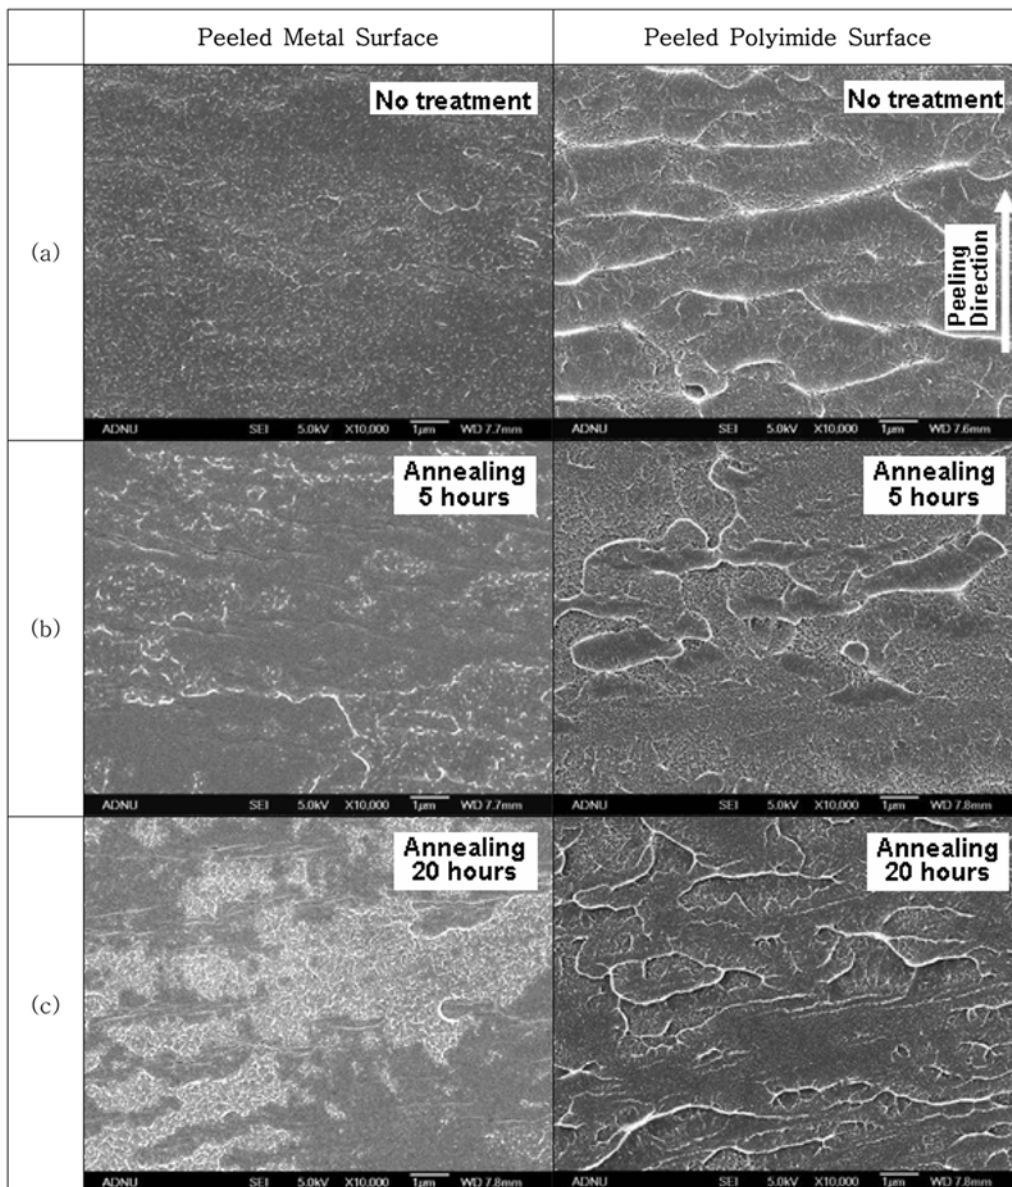 Peeled Metal Surface
Peeled Polyimide Surface
(a)
No treatment
No treatment
Peeling
Direction
ADNU SEI 5.0kV X10,000 1μm WD 7.7mm
ADNU SEI 5.0kV X10,000 1μm WD 7.6mm
(b)
Annealing
5 hours
Annealing
5 hours
ADNU SEI 5.0kV X10,000 1μm WD 7.7mm
ADNU SEI 5.0kV X10,000 1μm WD 7.8mm
(c)
Annealing
20 hours
Annealing
20 hours
ADNU SEI 5.0kV X10,000 1μm WD 7.8mm
ADNU SEI 5.0kV X10,000 1μm WD 7.8mm